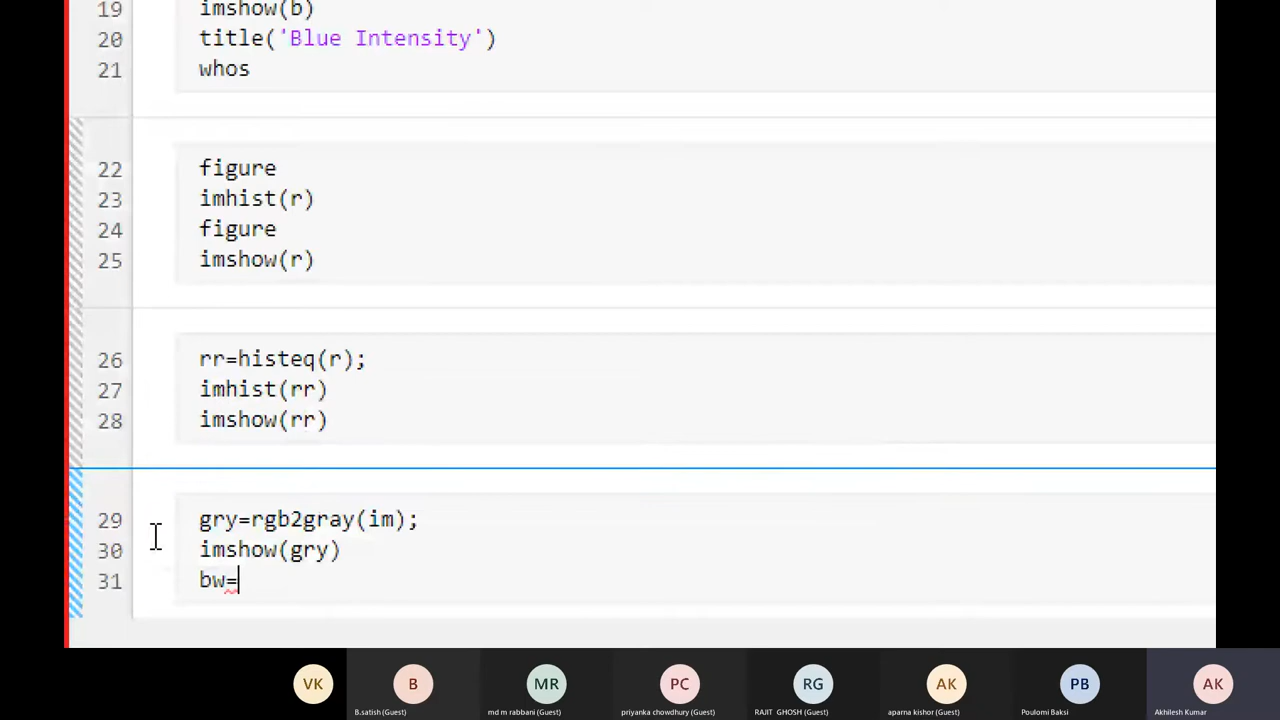 19 imshow(b)
20 title('Blue Intensity')
21 whos
22 figure
23 imhist(r)
24 figure
25 imshow(r)
26 rr=histeq(r);
27 imhist(rr)
28 imshow(rr)
29 gry=rgb2gray(im);
30 imshow(gry)
31 bw=
VK B MR PC RG AK PB AK
B.satish (Guest) md m rabbani (Guest) priyanka chowdhury (Guest) RAJIT GHOSH (Guest) aparna kishor (Guest) Poulomi Baksi Akhilesh Kumar